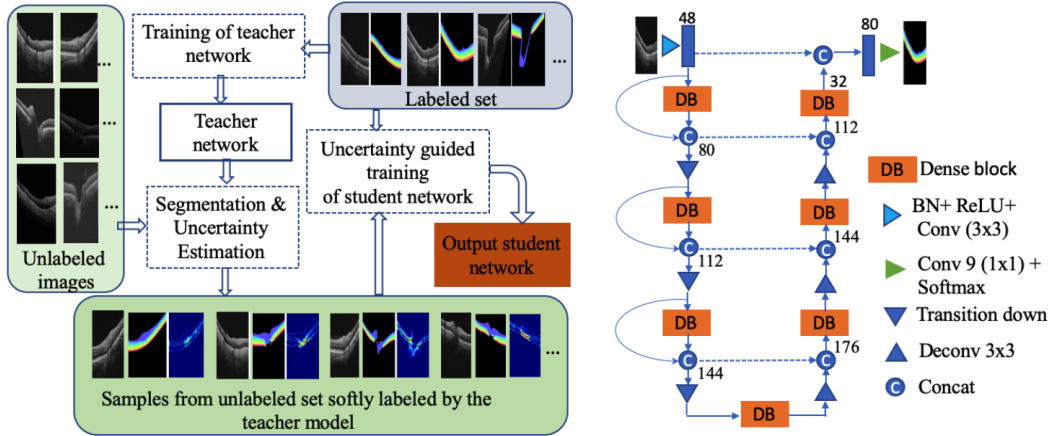 Training of teacher
network
...
Labeled set
...
Teacher
network
...
Uncertainty guided
training
of student network
Segmentation &
Uncertainty
Estimation
...
Unlabeled
images
Output student
network
...
Samples from unlabeled set softly labeled by the
teacher model
48
80
C
32
DB
DB
C
80
112
C
DB
DB
C
112
144
C
DB
DB
C
144
176
C
DB
DB
Dense block
BN+ ReLU+
Conv (3x3)
Conv 9 (1x1) +
Softmax
Transition down
Deconv 3x3
C
Concat